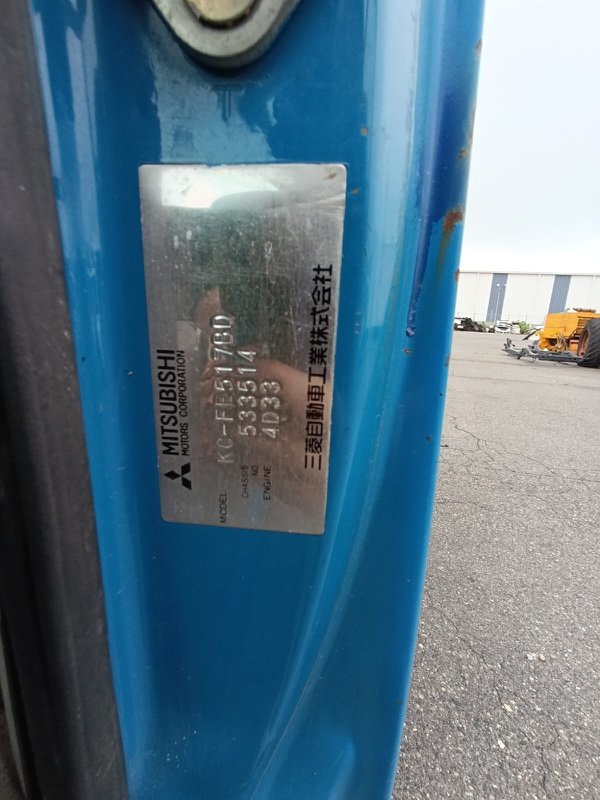 MITSUBISHI
MOTORS CORPORATION
MODEL KC-FE517BD
CHASSIS NO. 533514
ENGINE 4D33
三菱自動車工業株式会社